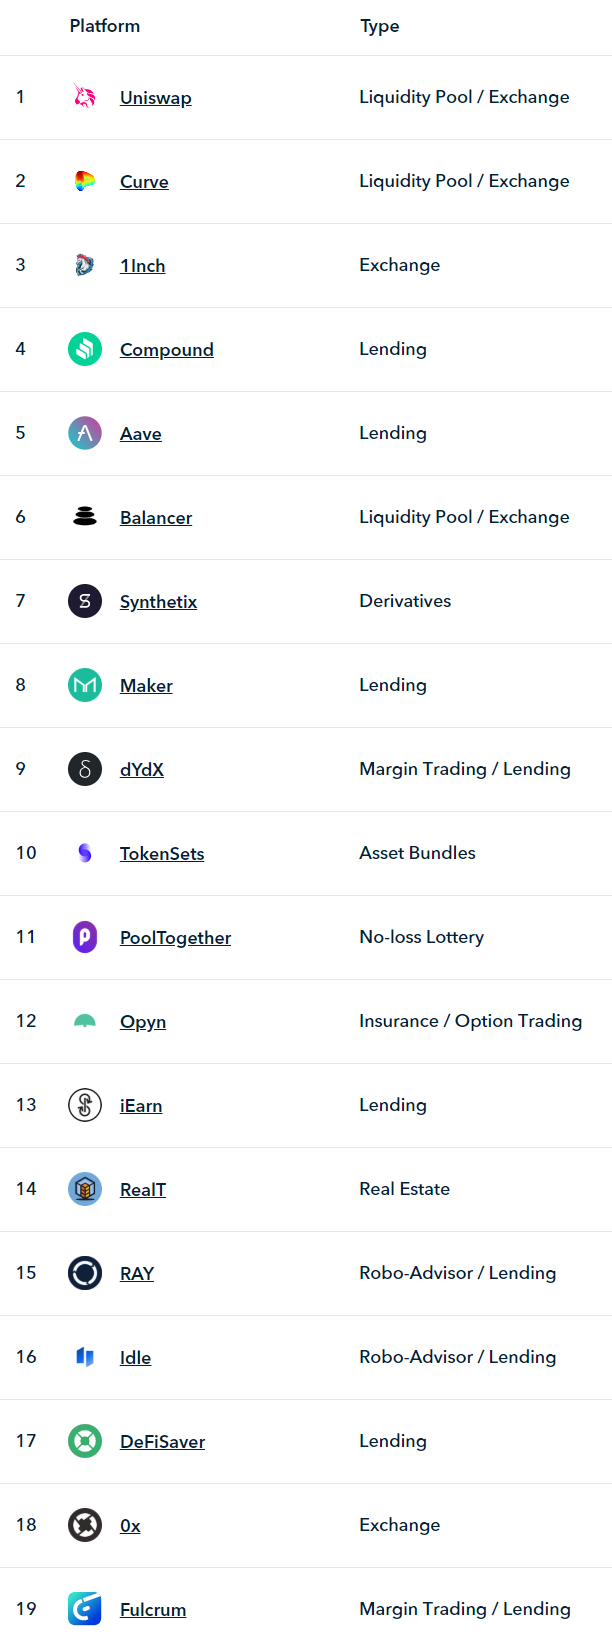 Platform Type
1 Uniswap Liquidity Pool / Exchange
2 Curve Liquidity Pool / Exchange
3 1Inch Exchange
4 Compound Lending
5 Aave Lending
6 Balancer Liquidity Pool / Exchange
7 Synthetix Derivatives
8 Maker Lending
9 dYdX Margin Trading / Lending
10 TokenSets Asset Bundles
11 PoolTogether No-loss Lottery
12 Opyn Insurance / Option Trading
13 iEarn Lending
14 RealT Real Estate
15 RAY Robo-Advisor / Lending
16 Idle Robo-Advisor / Lending
17 DeFiSaver Lending
18 0x Exchange
19 Fulcrum Margin Trading / Lending